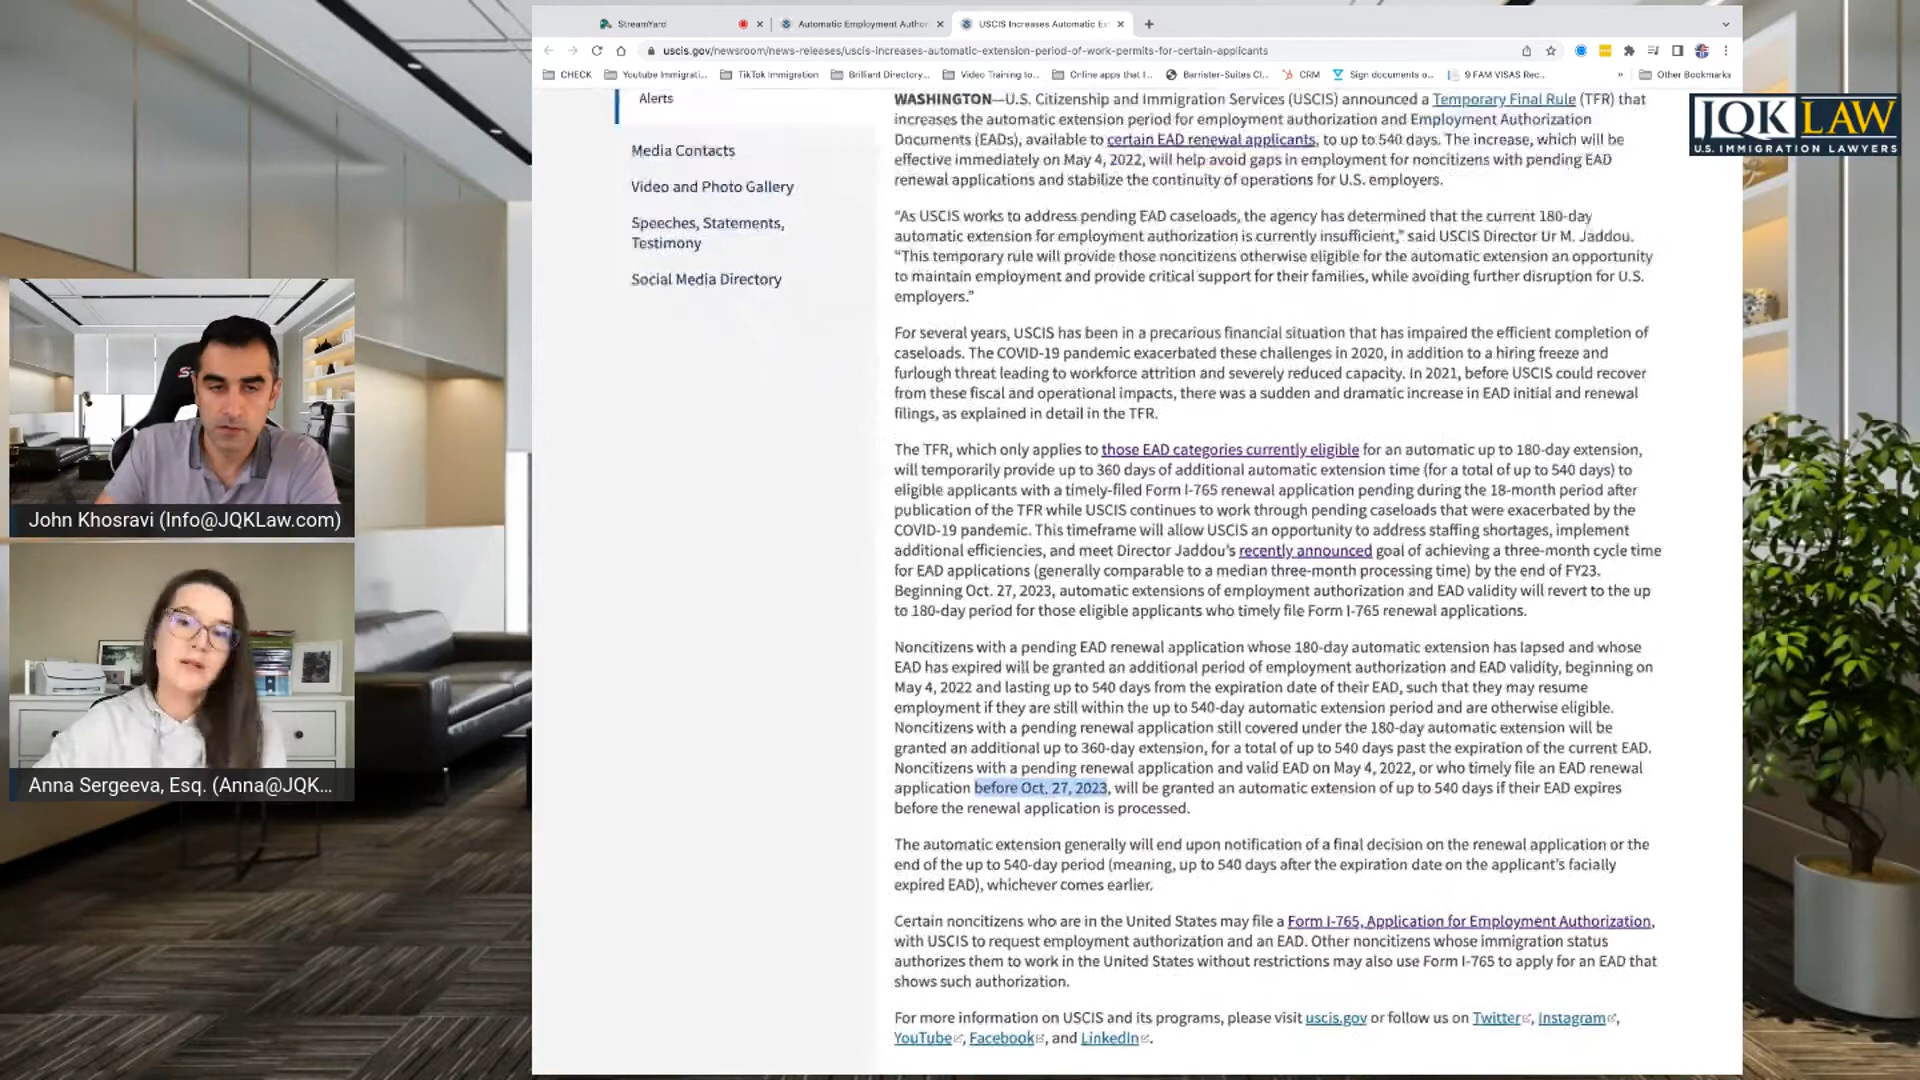 StreamYard
Automatic Employment Author
USCIS Increases Automatic Ex
uscis.gov/newsroom/news-releases/uscis-increases-automatic-extension-period-of-work-permits-for-certain-applicants
CHECK
Youtube Immigrati...
TikTok Immigration
Brilliant Directory...
Video Training to...
Online apps that I...
Barrister-Suites Cl...
CRM
Sign documents o...
9 FAM VISAS Rec...
Other Bookmarks
JQK LAW
U.S. IMMIGRATION LAWYERS
Alerts
Media Contacts
Video and Photo Gallery
Speeches, Statements,
Testimony
Social Media Directory
WASHINGTON—U.S. Citizenship and Immigration Services (USCIS) announced a Temporary Final Rule (TFR) that
increases the automatic extension period for employment authorization and Employment Authorization
Documents (EADs), available to certain EAD renewal applicants, to up to 540 days. The increase, which will be
effective immediately on May 4, 2022, will help avoid gaps in employment for noncitizens with pending EAD
renewal applications and stabilize the continuity of operations for U.S. employers.
“As USCIS works to address pending EAD caseloads, the agency has determined that the current 180-day
automatic extension for employment authorization is currently insufficient,” said USCIS Director Ur M. Jaddou.
“This temporary rule will provide those noncitizens otherwise eligible for the automatic extension an opportunity
to maintain employment and provide critical support for their families, while avoiding further disruption for U.S.
employers.”
For several years, USCIS has been in a precarious financial situation that has impaired the efficient completion of
caseloads. The COVID-19 pandemic exacerbated these challenges in 2020, in addition to a hiring freeze and
furlough threat leading to workforce attrition and severely reduced capacity. In 2021, before USCIS could recover
from these fiscal and operational impacts, there was a sudden and dramatic increase in EAD initial and renewal
filings, as explained in detail in the TFR.
The TFR, which only applies to those EAD categories currently eligible for an automatic up to 180-day extension,
will temporarily provide up to 360 days of additional automatic extension time (for a total of up to 540 days) to
eligible applicants with a timely-filed Form I-765 renewal application pending during the 18-month period after
publication of the TFR while USCIS continues to work through pending caseloads that were exacerbated by the
COVID-19 pandemic. This timeframe will allow USCIS an opportunity to address staffing shortages, implement
additional efficiencies, and meet Director Jaddou’s recently announced goal of achieving a three-month cycle time
for EAD applications (generally comparable to a median three-month processing time) by the end of FY23.
Beginning Oct. 27, 2023, automatic extensions of employment authorization and EAD validity will revert to the up
to 180-day period for those eligible applicants who timely file Form I-765 renewal applications.
Noncitizens with a pending EAD renewal application whose 180-day automatic extension has lapsed and whose
EAD has expired will be granted an additional period of employment authorization and EAD validity, beginning on
May 4, 2022 and lasting up to 540 days from the expiration date of their EAD, such that they may resume
employment if they are still within the up to 540-day automatic extension period and are otherwise eligible.
Noncitizens with a pending renewal application still covered under the 180-day automatic extension will be
granted an additional up to 360-day extension, for a total of up to 540 days past the expiration of the current EAD.
Noncitizens with a pending renewal application and valid EAD on May 4, 2022, or who timely file an EAD renewal
application before Oct. 27, 2023, will be granted an automatic extension of up to 540 days if their EAD expires
before the renewal application is processed.
The automatic extension generally will end upon notification of a final decision on the renewal application or the
end of the up to 540-day period (meaning, up to 540 days after the expiration date on the applicant’s facially
expired EAD), whichever comes earlier.
Certain noncitizens who are in the United States may file a Form I-765, Application for Employment Authorization,
with USCIS to request employment authorization and an EAD. Other noncitizens whose immigration status
authorizes them to work in the United States without restrictions may also use Form I-765 to apply for an EAD that
shows such authorization.
For more information on USCIS and its programs, please visit uscis.gov or follow us on Twitter, Instagram,
YouTube, Facebook, and LinkedIn.
John Khosravi (Info@JQKLaw.com)
Anna Sergeeva, Esq. (Anna@JQK...